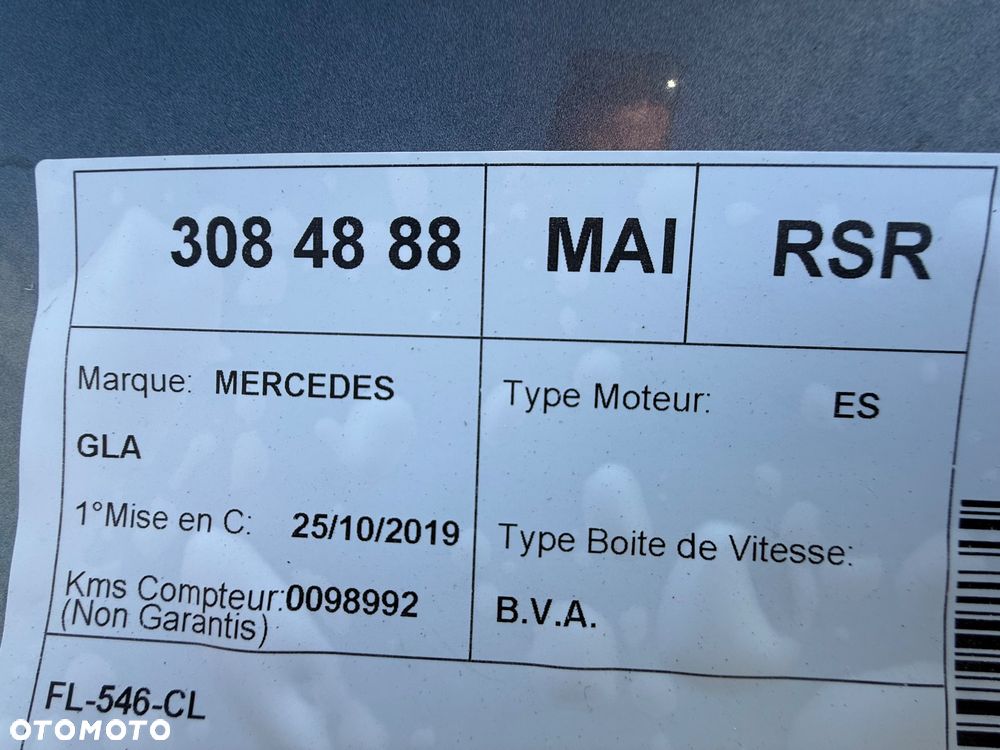 308 48 88 MAI RSR
Marque: MERCEDES
GLA
1°Mise en C: 25/10/2019
Kms Compteur:0098992
(Non Garantis)
Type Moteur: ES
Type Boite de Vitesse:
B.V.A.
FL-546-CL
OTOMOTO